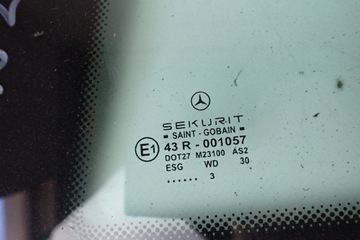 SEKURIT
SAINT - GOBAIN
E1 43 R - 001057
DOT27 M23100 AS2
ESG WD 30
...... 3